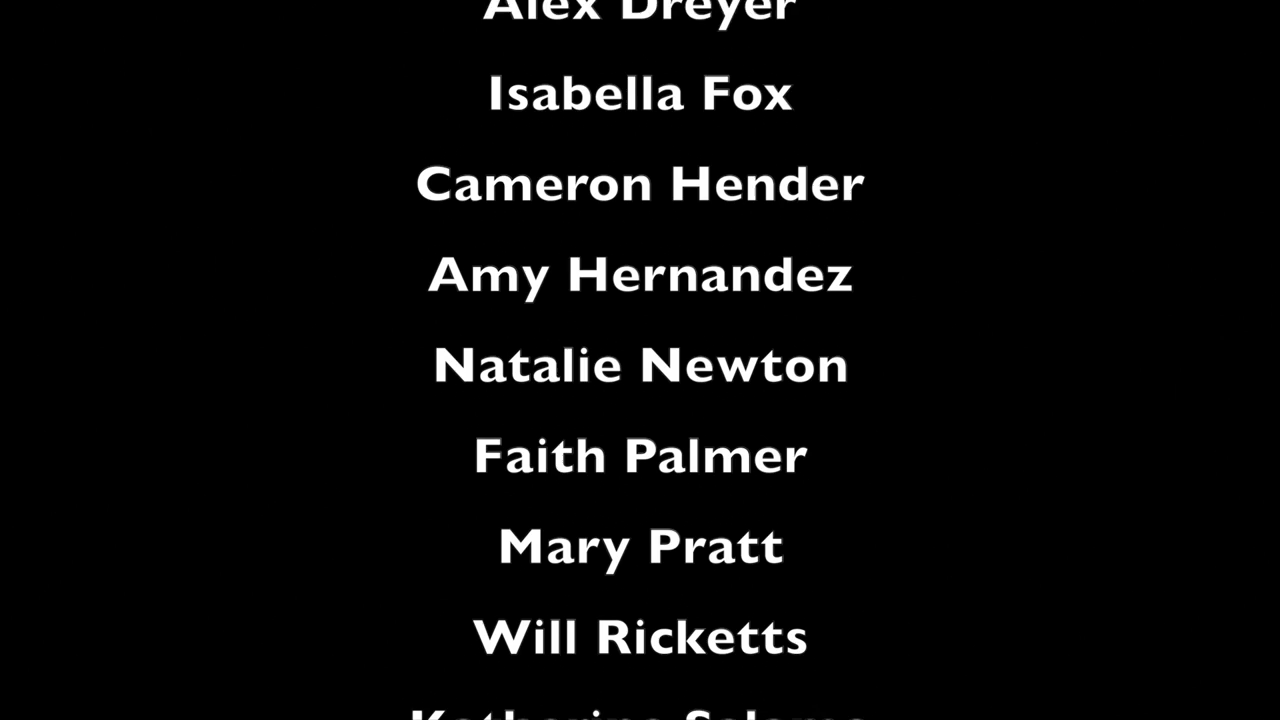 Alex Dreyer
Isabella Fox
Cameron Hender
Amy Hernandez
Natalie Newton
Faith Palmer
Mary Pratt
Will Ricketts